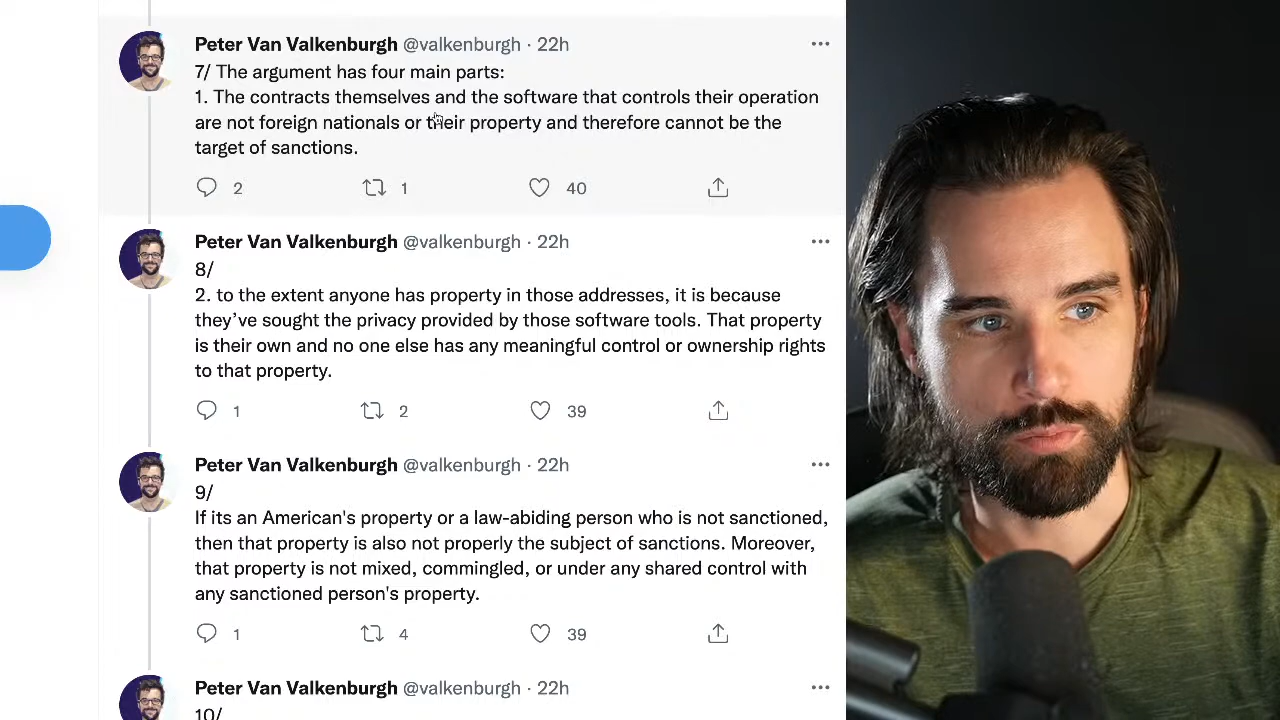 Peter Van Valkenburgh @valkenburgh · 22h
7/ The argument has four main parts:
1. The contracts themselves and the software that controls their operation
are not foreign nationals or their property and therefore cannot be the
target of sanctions.
2 1 40
Peter Van Valkenburgh @valkenburgh · 22h
8/
2. to the extent anyone has property in those addresses, it is because
they've sought the privacy provided by those software tools. That property
is their own and no one else has any meaningful control or ownership rights
to that property.
1 2 39
Peter Van Valkenburgh @valkenburgh · 22h
9/
If its an American's property or a law-abiding person who is not sanctioned,
then that property is also not properly the subject of sanctions. Moreover,
that property is not mixed, commingled, or under any shared control with
any sanctioned person's property.
1 4 39
Peter Van Valkenburgh @valkenburgh · 22h
10/